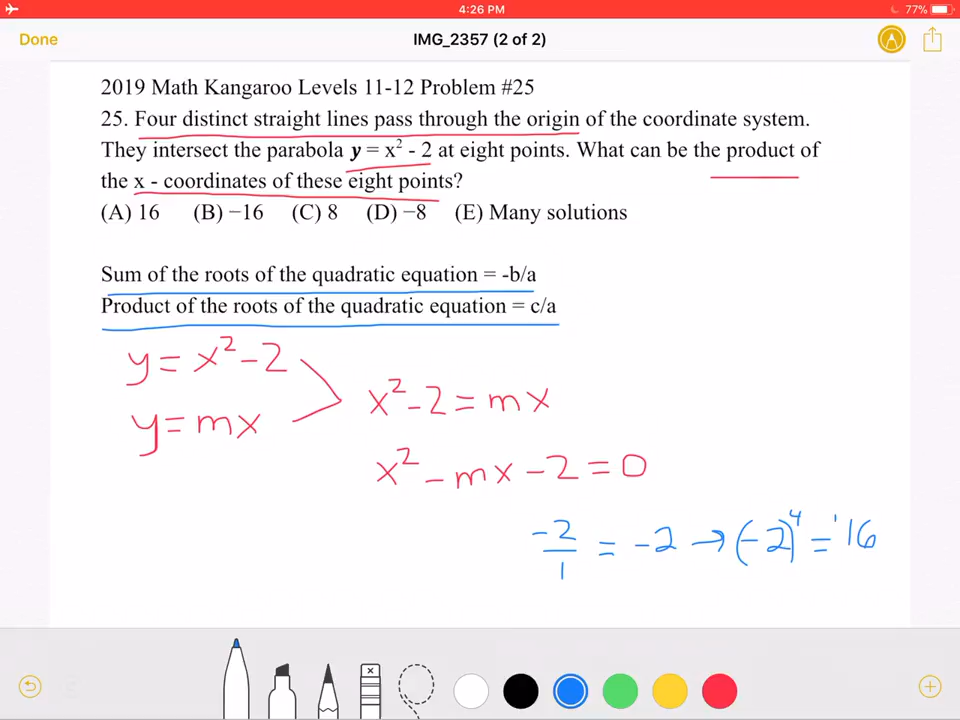 4:26 PM
77%
Done
IMG_2357 (2 of 2)
2019 Math Kangaroo Levels 11-12 Problem #25
25. Four distinct straight lines pass through the origin of the coordinate system.
They intersect the parabola y = x² - 2 at eight points. What can be the product of
the x - coordinates of these eight points?
(A) 16 (B) −16 (C) 8 (D) −8 (E) Many solutions
Sum of the roots of the quadratic equation = -b/a
Product of the roots of the quadratic equation = c/a
y = x² - 2
y = mx
x² - 2 = mx
x² - mx - 2 = 0
-2/1 = -2 → (-2)⁴ = 16